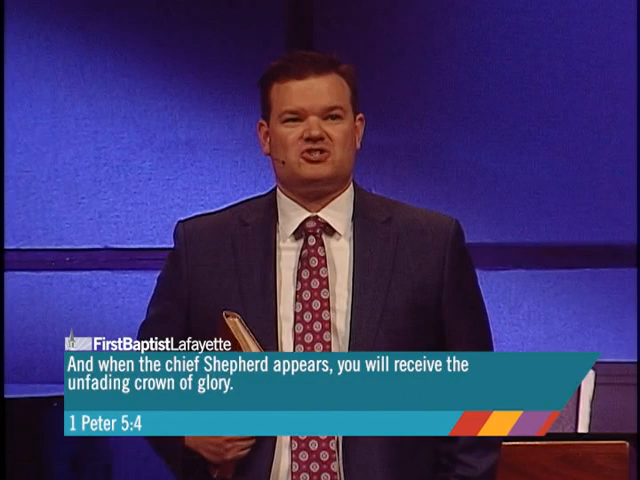 FirstBaptistLafayette
And when the chief Shepherd appears, you will receive the
unfading crown of glory.
1 Peter 5:4